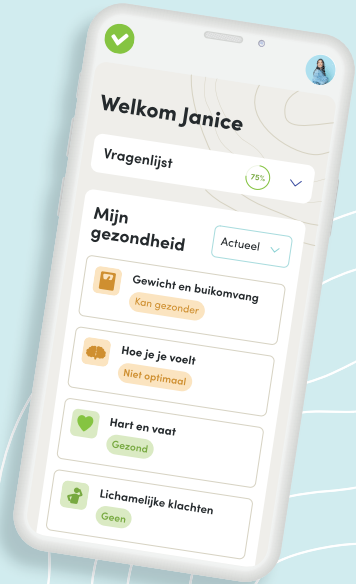 Welkom Janice
Vragenlijst
75%
Mijn
gezondheid
Actueel
Gewicht en buikomvang
Kan gezonder
Hoe je je voelt
Niet optimaal
Hart en vaat
Gezond
Lichamelijke klachten
Geen